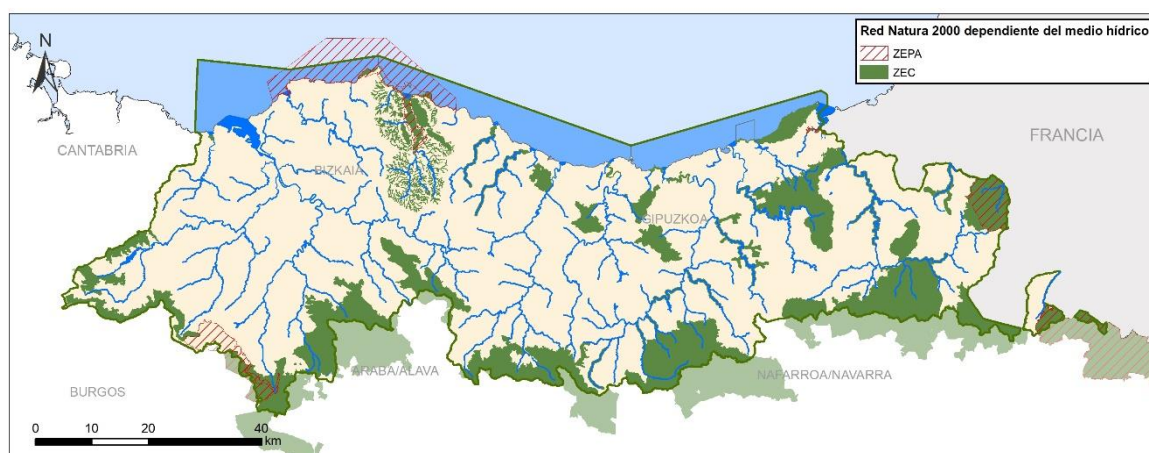 Red Natura 2000 dependiente del medio hídrico
ZEPA
ZEC
N
FRANCIA
CANTABRIA
BIZKAIA
GIPUZKOA
ARABA/ALAVA
NAFARROA/NAVARRA
BURGOS
0 10 20 40
km